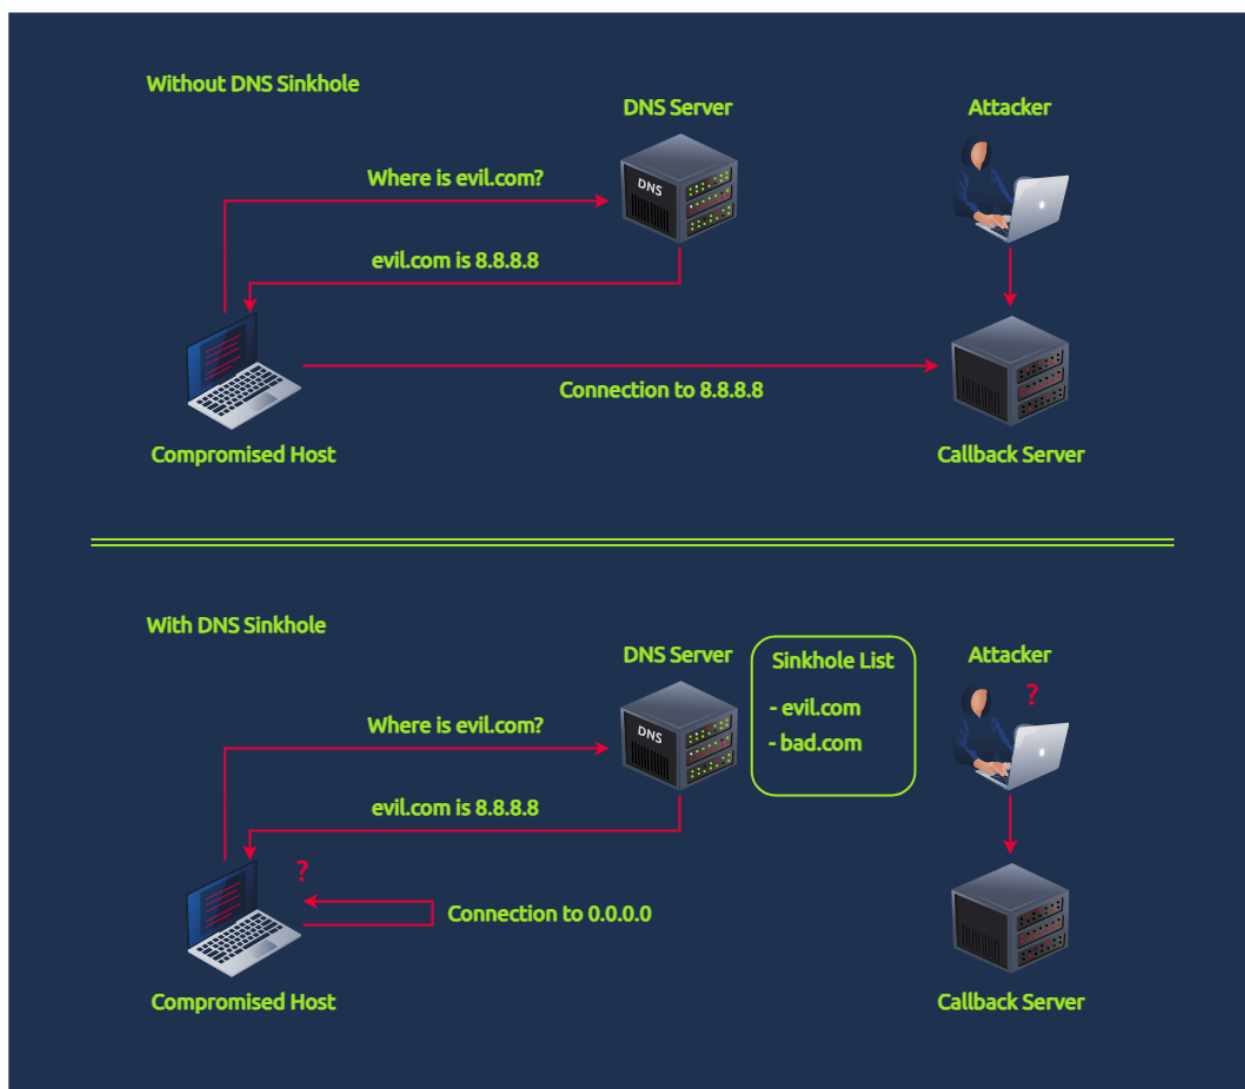 Without DNS Sinkhole
DNS Server
Attacker
Where is evil.com?
DNS
evil.com is 8.8.8.8
Connection to 8.8.8.8
Compromised Host
Callback Server
With DNS Sinkhole
DNS Server
Sinkhole List
Attacker
- evil.com
- bad.com
?
Where is evil.com?
DNS
evil.com is 8.8.8.8
?
Connection to 0.0.0.0
Compromised Host
Callback Server